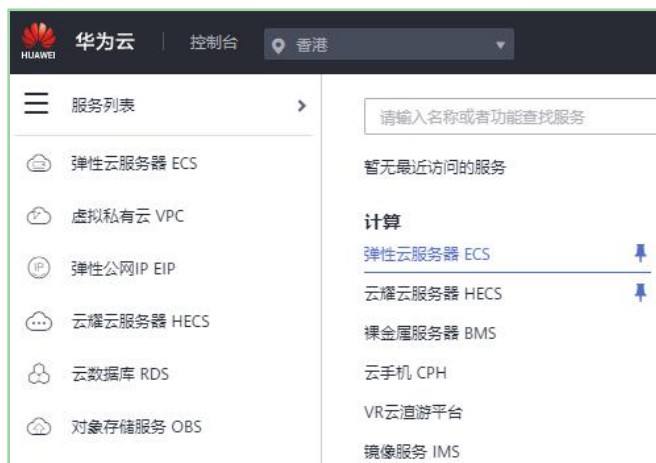 HUAWEI
华为云
控制台
香港
服务列表
弹性云服务器 ECS
虚拟私有云 VPC
IP
弹性公网IP EIP
云耀云服务器 HECS
云数据库 RDS
对象存储服务 OBS
请输入名称或者功能查找服务
暂无最近访问的服务
计算
弹性云服务器 ECS
云耀云服务器 HECS
裸金属服务器 BMS
云手机 CPH
VR云渲游平台
镜像服务 IMS